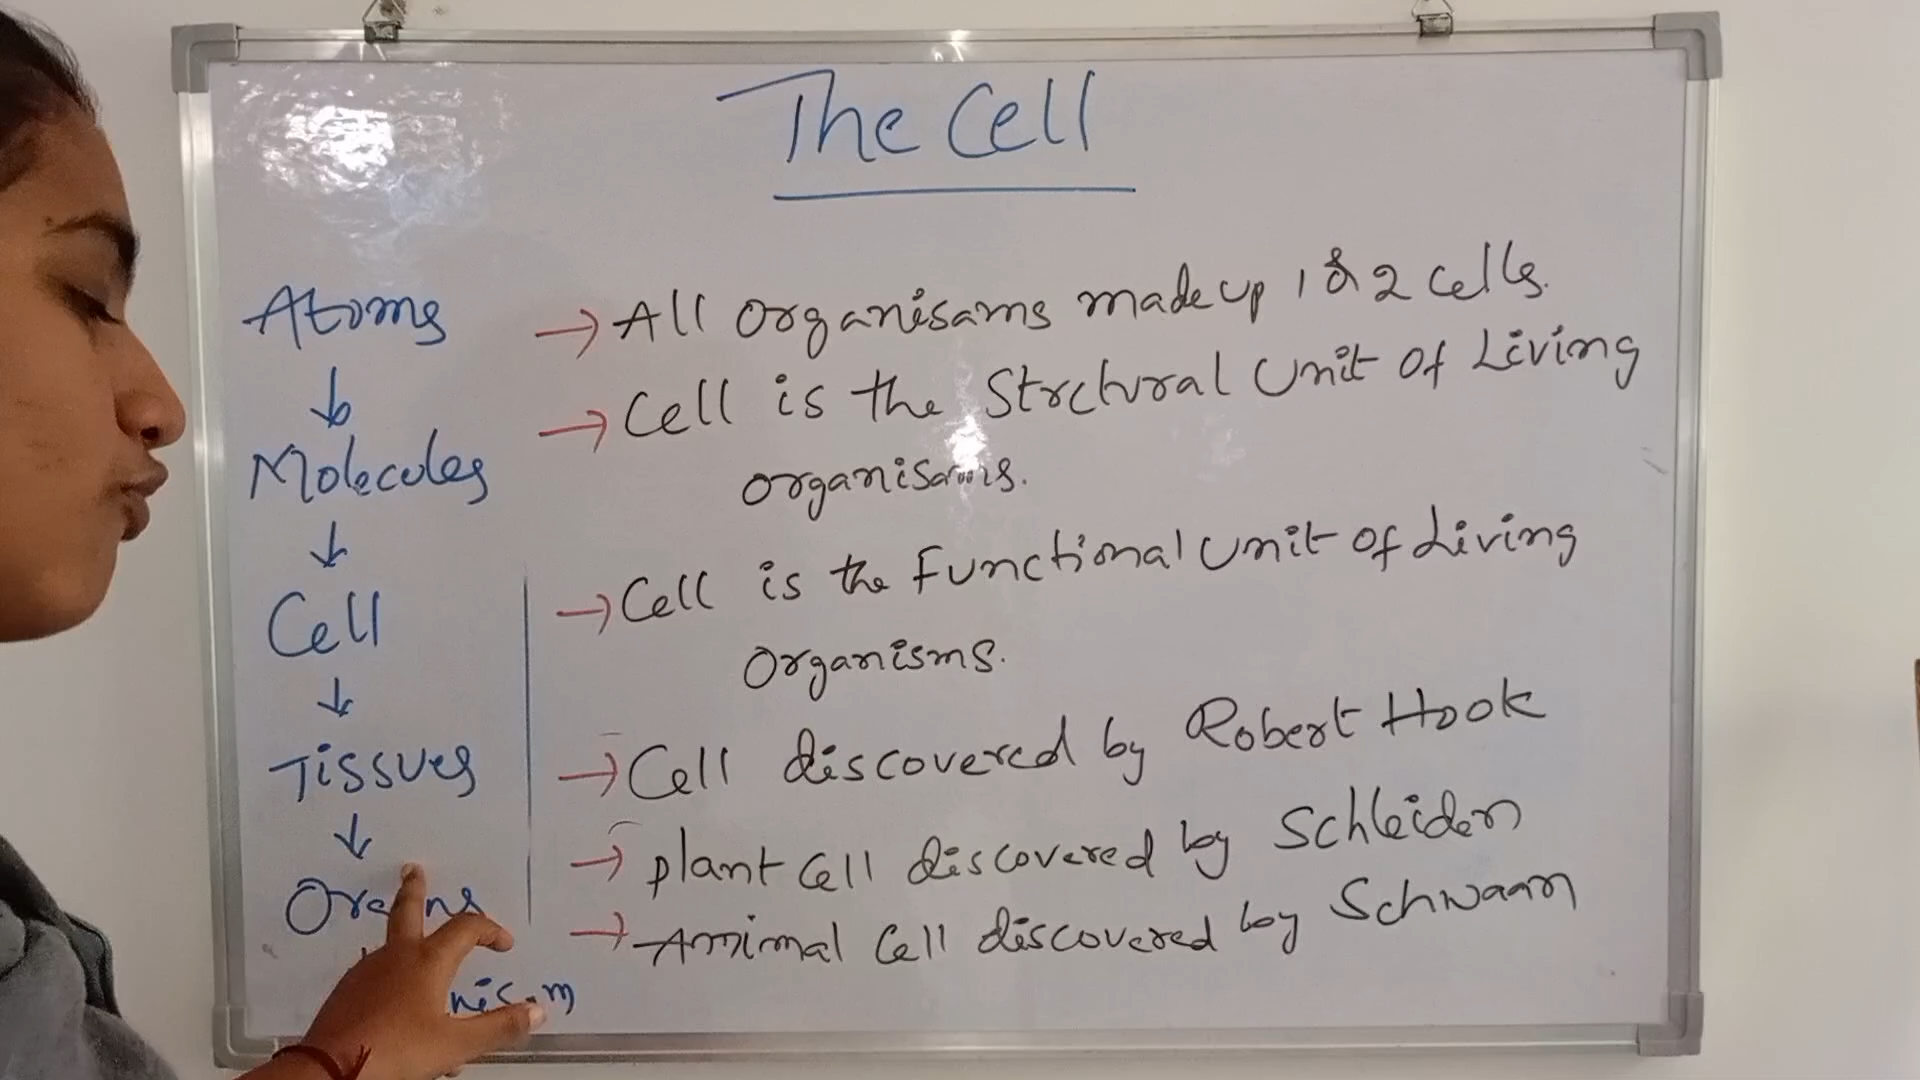 The Cell
Atoms
↓
Molecules
↓
Cell
↓
Tissues
↓
→ All organisams made up 1 & 2 cells.
→ Cell is the Strctural Unit of Living
organisams.
→ Cell is the Functional Unit of Living
Organisms.
→ Cell discovered by Robert Hook
→ plant Cell discovered by Schleiden
→ Animal Cell discovered by Schwaan